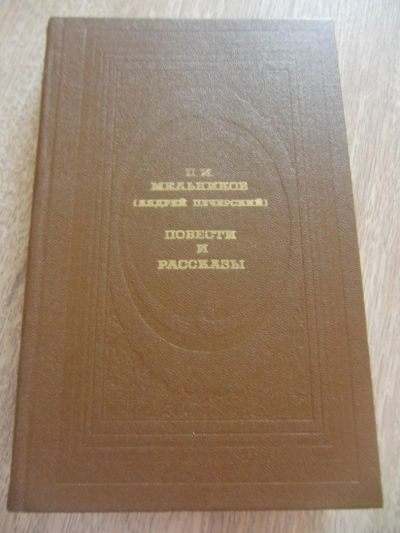 П. И.
МЕЛЬНИКОВ
(АНДРЕЙ ПЕЧЕРСКИЙ)
ПОВЕСТИ
И
РАССКАЗЫ